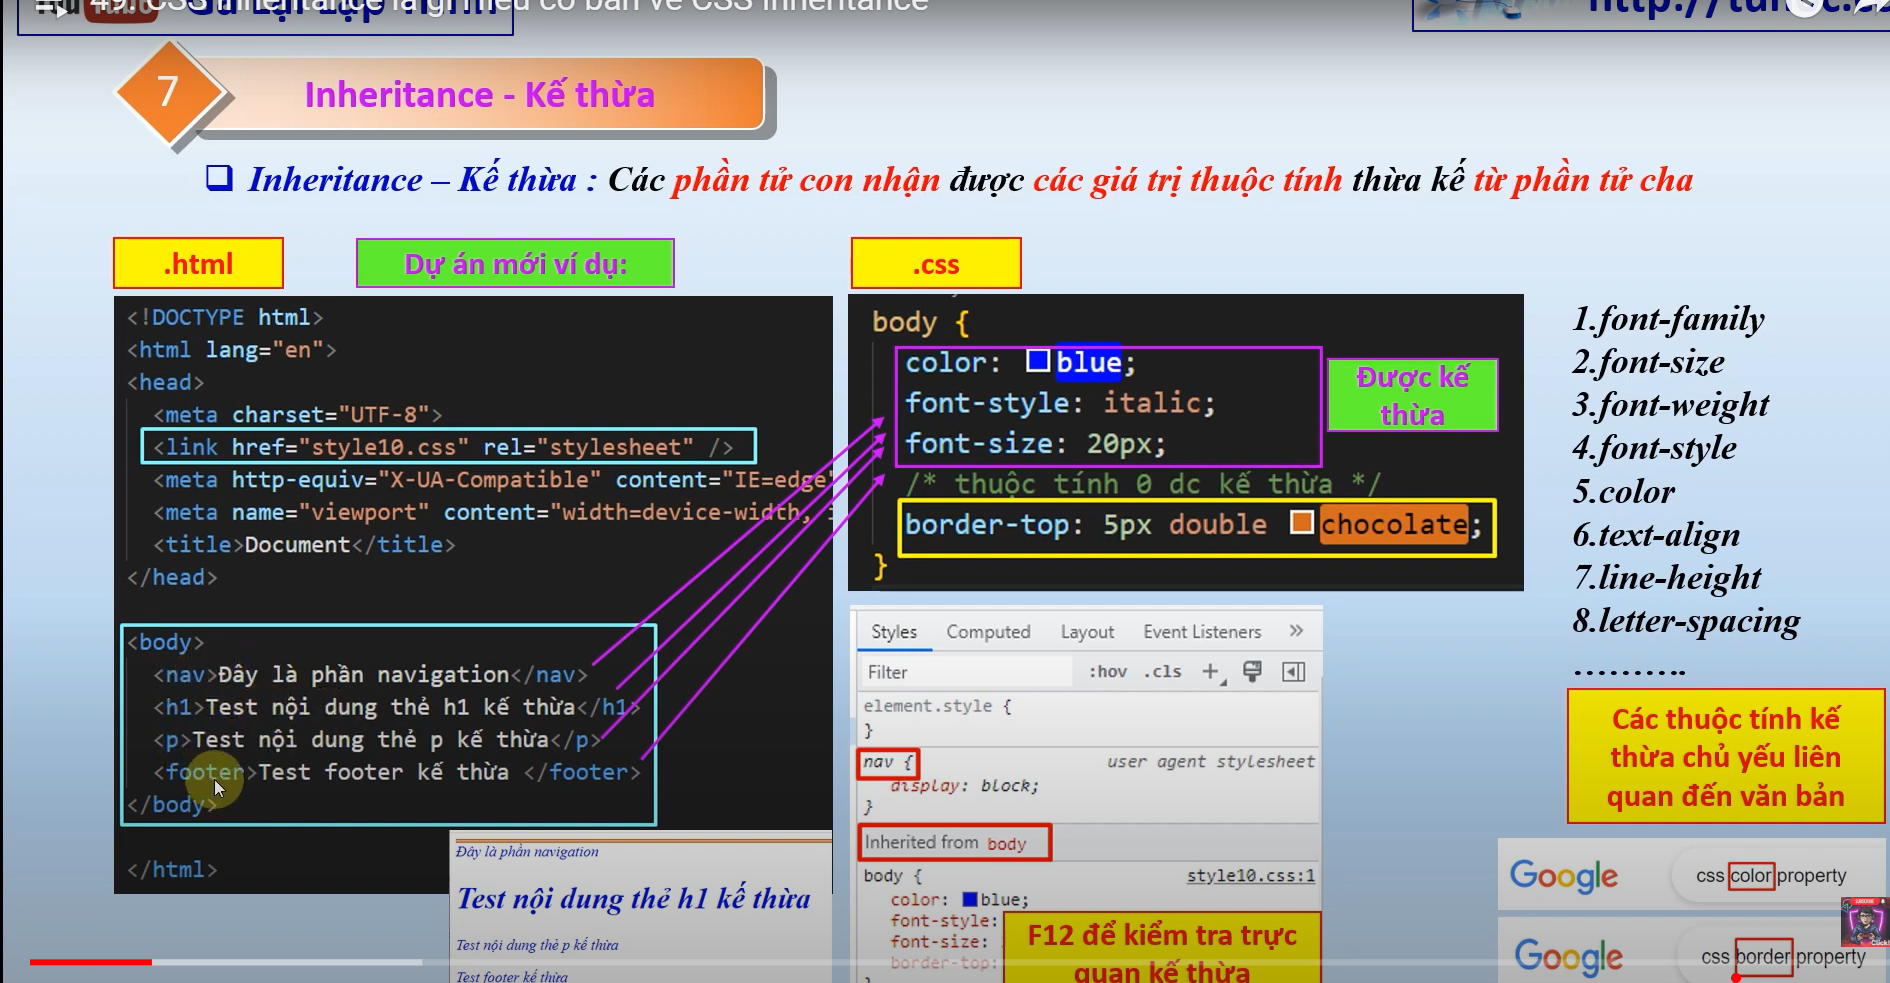 CSS Inheritance là gì
cơ bản về CSS Inheritance
7
Inheritance - Kế thừa
Inheritance – Kế thừa : Các phần tử con nhận được các giá trị thuộc tính thừa kế từ phần tử cha
.html
Dự án mới ví dụ:
.css
<!DOCTYPE html>
<html lang="en">
<head>
<meta charset="UTF-8">
<link href="style10.css" rel="stylesheet" />
<meta http-equiv="X-UA-Compatible" content="IE=edge"
<meta name="viewport" content="width=device-width,
<title>Document</title>
</head>
<body>
<nav>Đây là phần navigation</nav>
<h1>Test nội dung thẻ h1 kế thừa</h1>
<p>Test nội dung thẻ p kế thừa</p>
<footer>Test footer kế thừa </footer>
</body>
</html>
Đây là phần navigation
Test nội dung thẻ h1 kế thừa
Test nội dung thẻ p kế thừa
Test footer kế thừa
body {
color: blue;
font-style: italic;
font-size: 20px;
/* thuộc tính 0 dc kế thừa */
border-top: 5px double chocolate;
}
Được kế
thừa
Styles Computed Layout Event Listeners »
Filter :hov .cls +
element.style {
}
nav { user agent stylesheet
display: block;
}
Inherited from body
body { style10.css:1
color: blue;
font-style:
font-size:
border-top:
F12 để kiểm tra trực
quan kế thừa
1.font-family
2.font-size
3.font-weight
4.font-style
5.color
6.text-align
7.line-height
8.letter-spacing
..........
Các thuộc tính kế
thừa chủ yếu liên
quan đến văn bản
Google css color property
Google css border property